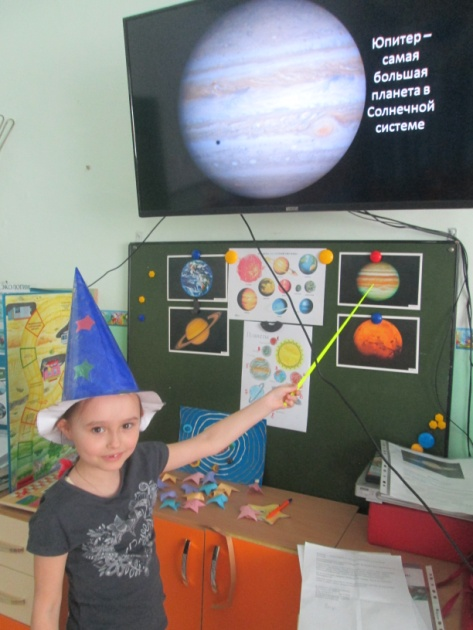 Юпитер –
самая
большая
планета в
Солнечной
системе